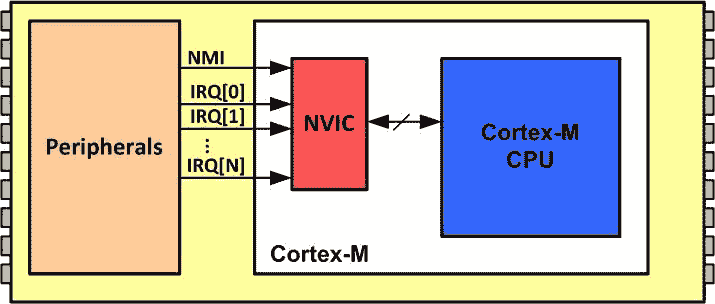 Peripherals
NMI
IRQ[0]
IRQ[1]
⋮
IRQ[N]
NVIC
Cortex-M
CPU
Cortex-M